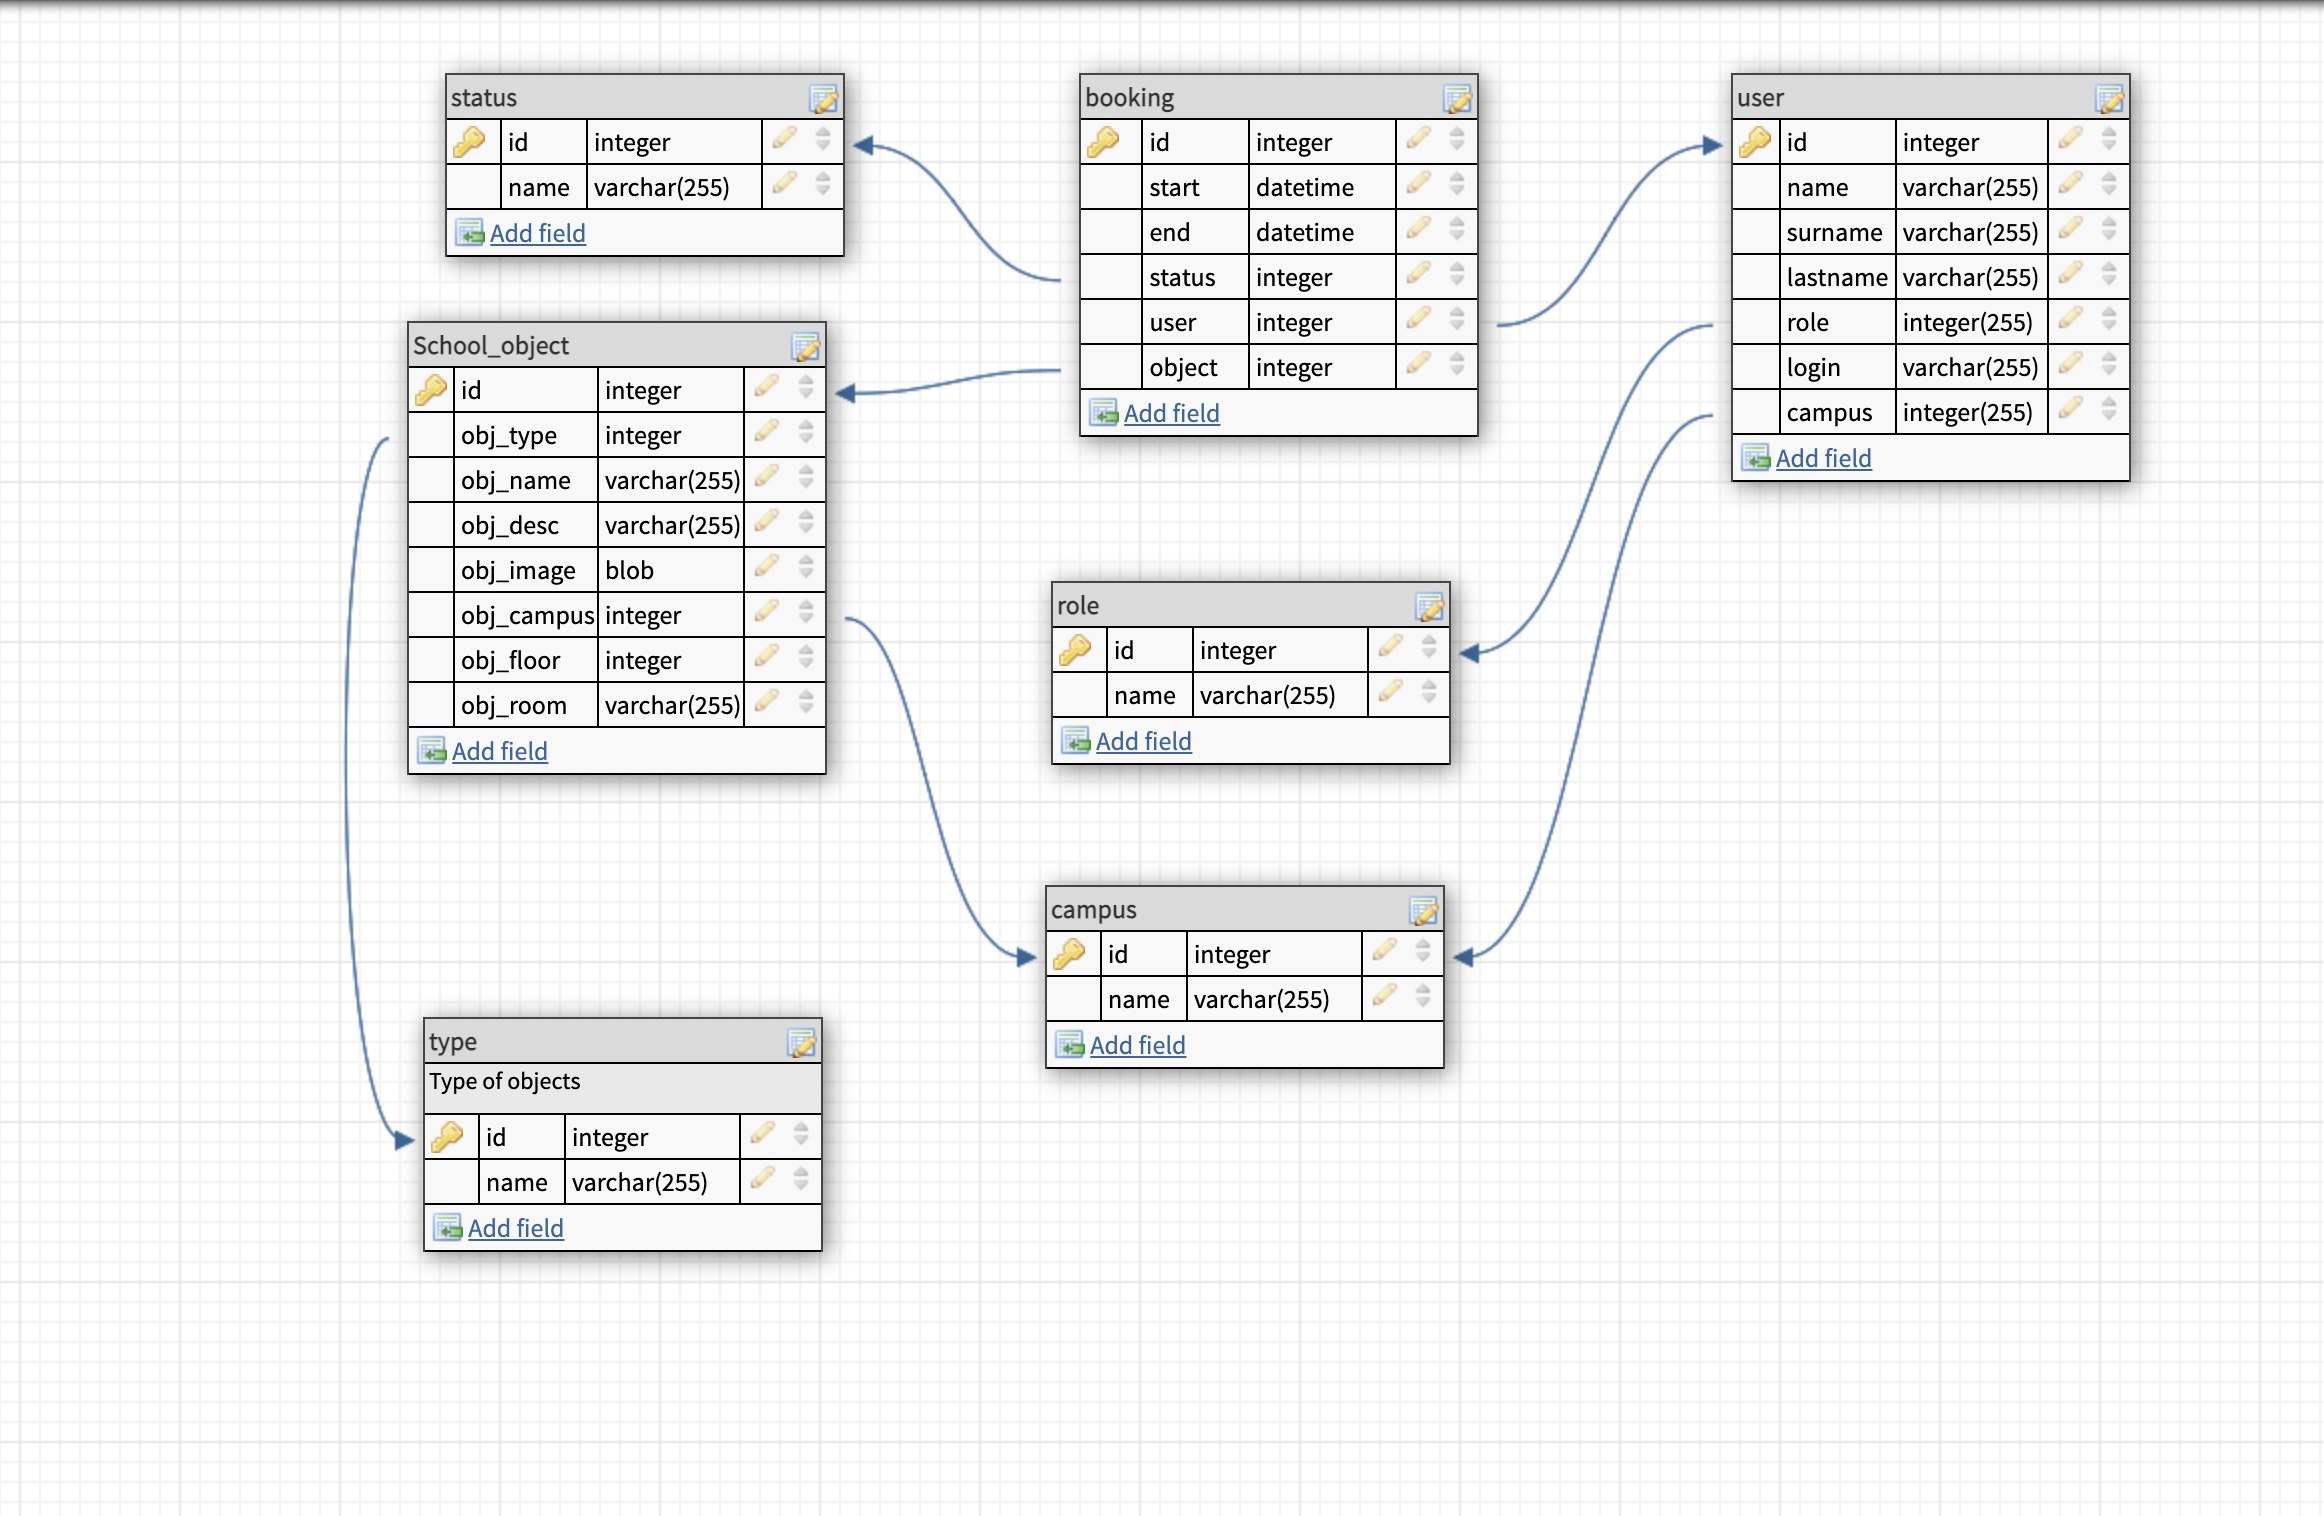 status
id integer
name varchar(255)
Add field
booking
id integer
start datetime
end datetime
status integer
user integer
object integer
Add field
user
id integer
name varchar(255)
surname varchar(255)
lastname varchar(255)
role integer(255)
login varchar(255)
campus integer(255)
Add field
School_object
id integer
obj_type integer
obj_name varchar(255)
obj_desc varchar(255)
obj_image blob
obj_campus integer
obj_floor integer
obj_room varchar(255)
Add field
role
id integer
name varchar(255)
Add field
campus
id integer
name varchar(255)
Add field
type
Type of objects
id integer
name varchar(255)
Add field